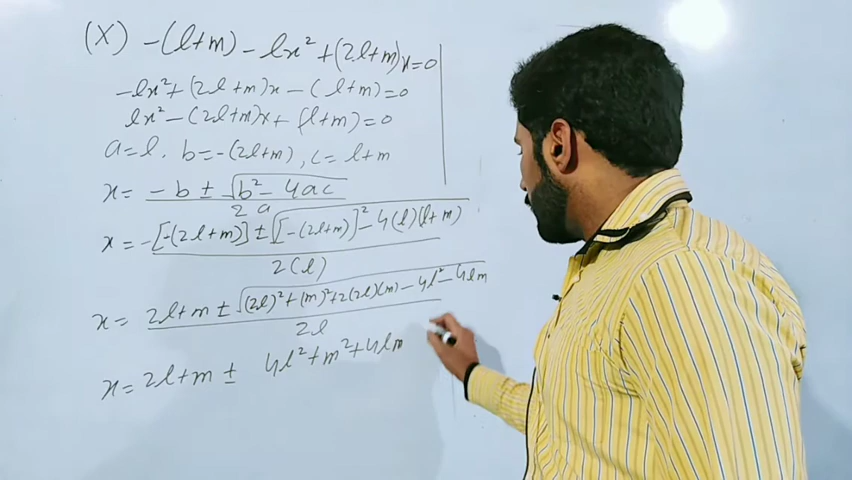 (X) -(l+m) - lx² + (2l+m)x=0
-lx² + (2l+m)x - (l+m)=0
lx² - (2l+m)x + (l+m)=0
a=l, b=-(2l+m), c=l+m
x = -b ± √b² - 4ac / 2a
x = -[-(2l+m)] ± √[-(2l+m)]² - 4(l)(l+m) / 2(l)
x = 2l+m ± √(2l)²+(m)²+2(2l)(m) - 4l² - 4lm / 2l
x = 2l+m ± 4l²+m²+4lm